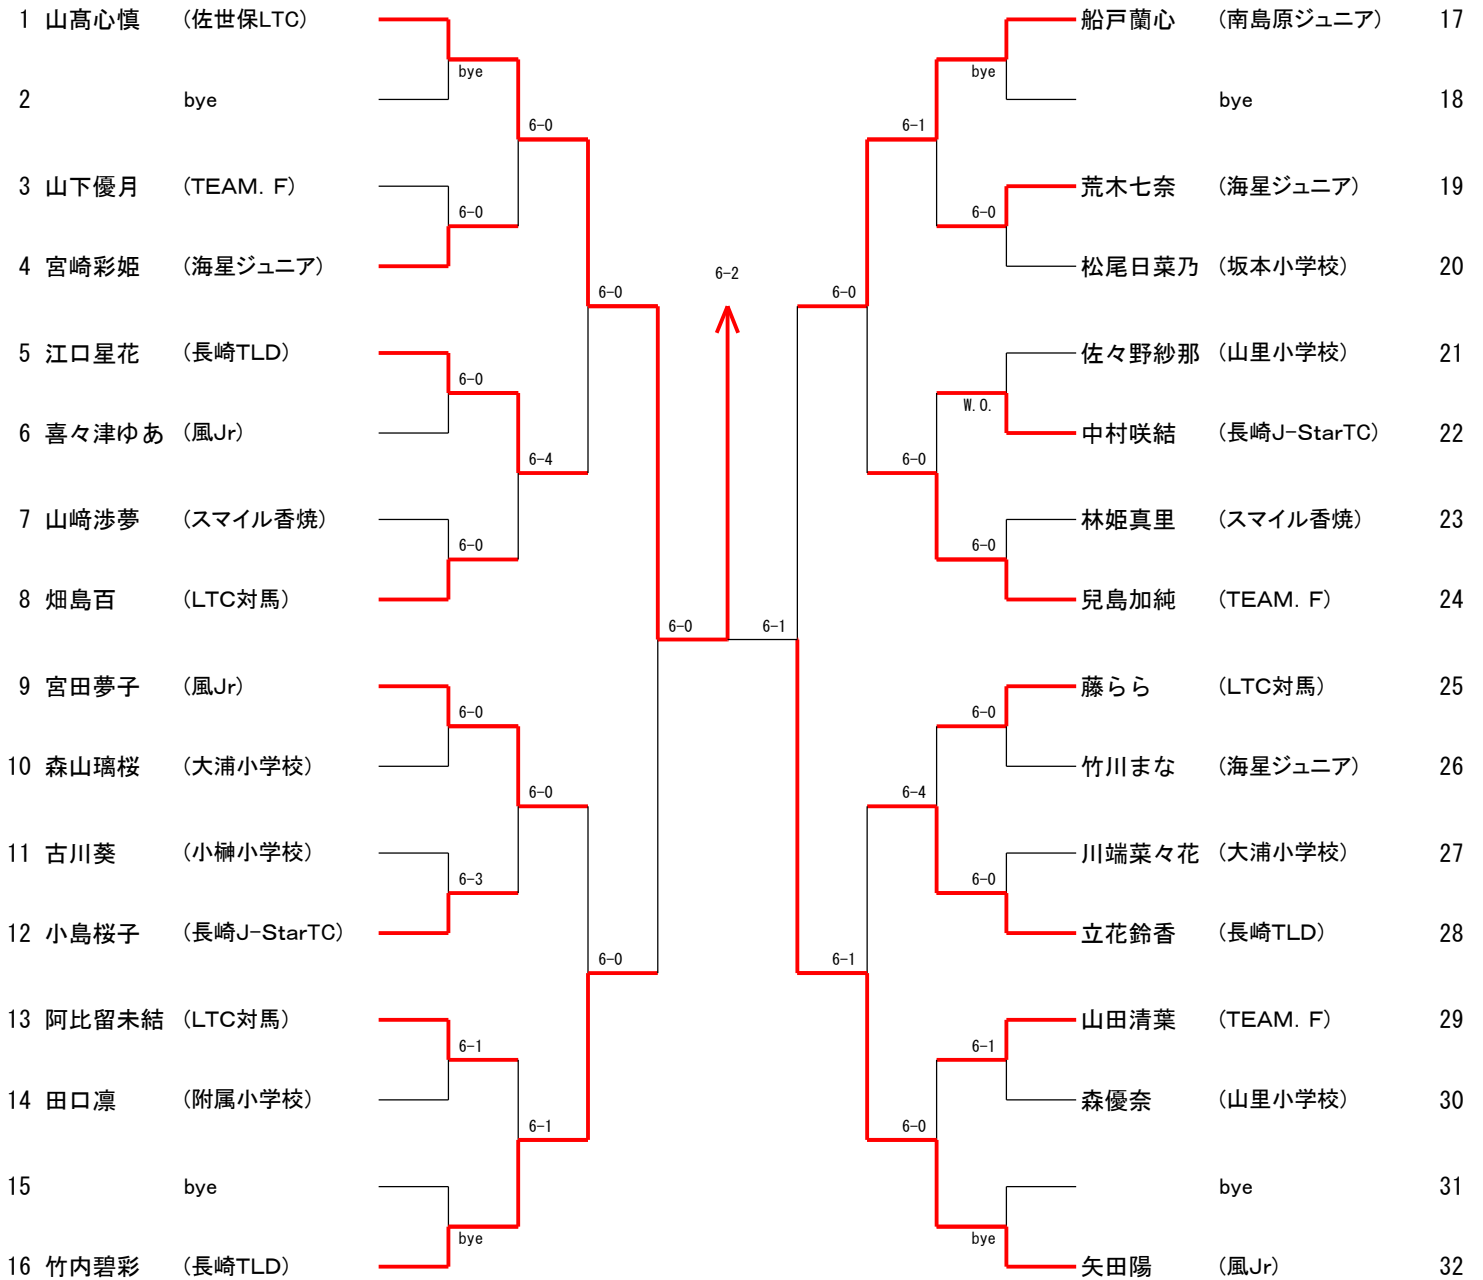 1 山髙心慎 (佐世保LTC)
bye
2 bye
6-0
3 山下優月 (TEAM. F)
6-0
4 宮崎彩姫 (海星ジュニア)
6-0
5 江口星花 (長崎TLD)
6-0
6 喜々津ゆあ (風Jr)
6-4
7 山﨑渉夢 (スマイル香焼)
6-0
8 畑島百 (LTC対馬)
6-0
9 宮田夢子 (風Jr)
6-0
10 森山璃桜 (大浦小学校)
6-0
11 古川葵 (小榊小学校)
6-3
12 小島桜子 (長崎J-StarTC)
6-0
13 阿比留未結 (LTC対馬)
6-1
14 田口凛 (附属小学校)
6-1
15 bye
bye
16 竹内碧彩 (長崎TLD)
6-2
船戸蘭心 (南島原ジュニア) 17
bye
bye 18
6-1
荒木七奈 (海星ジュニア) 19
6-0
松尾日菜乃 (坂本小学校) 20
6-0
佐々野紗那 (山里小学校) 21
W.O.
中村咲結 (長崎J-StarTC) 22
6-0
林姫真里 (スマイル香焼) 23
6-0
兒島加純 (TEAM. F) 24
6-1
藤らら (LTC対馬) 25
6-0
竹川まな (海星ジュニア) 26
6-4
川端菜々花 (大浦小学校) 27
6-0
立花鈴香 (長崎TLD) 28
6-1
山田清葉 (TEAM. F) 29
6-1
森優奈 (山里小学校) 30
6-0
bye 31
bye
矢田陽 (風Jr) 32